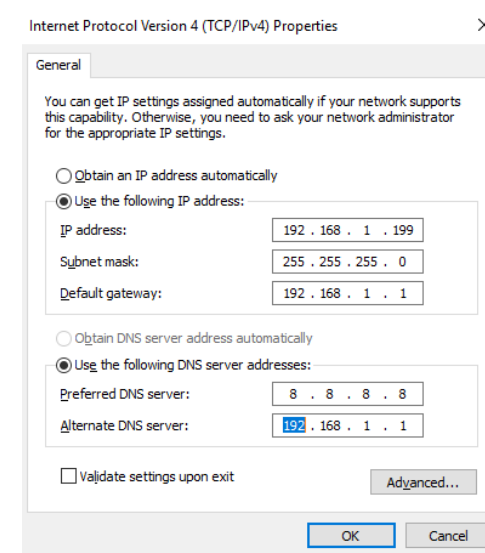 Internet Protocol Version 4 (TCP/IPv4) Properties
General
You can get IP settings assigned automatically if your network supports
this capability. Otherwise, you need to ask your network administrator
for the appropriate IP settings.
Obtain an IP address automatically
Use the following IP address:
IP address: 192 . 168 . 1 . 199
Subnet mask: 255 . 255 . 255 . 0
Default gateway: 192 . 168 . 1 . 1
Obtain DNS server address automatically
Use the following DNS server addresses:
Preferred DNS server: 8 . 8 . 8 . 8
Alternate DNS server: 192 . 168 . 1 . 1
Validate settings upon exit
Advanced...
OK Cancel